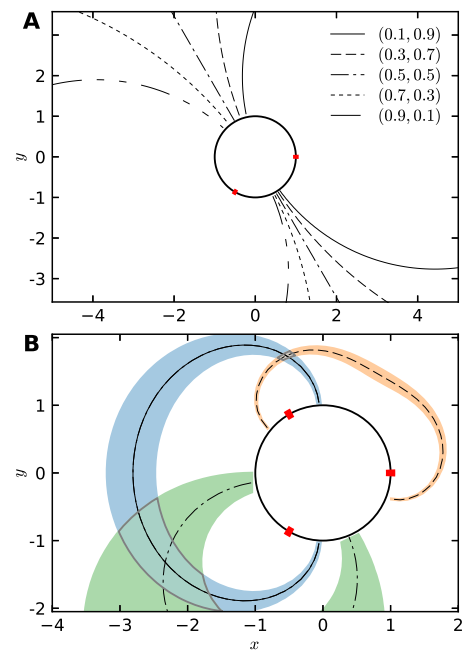 A
(0.1, 0.9)
(0.3, 0.7)
(0.5, 0.5)
(0.7, 0.3)
(0.9, 0.1)
2
1
0
-1
-2
-3
y
−4 −2 0 2 4
B
1
0
-1
-2
y
−4 −3 −2 −1 0 1 2
x